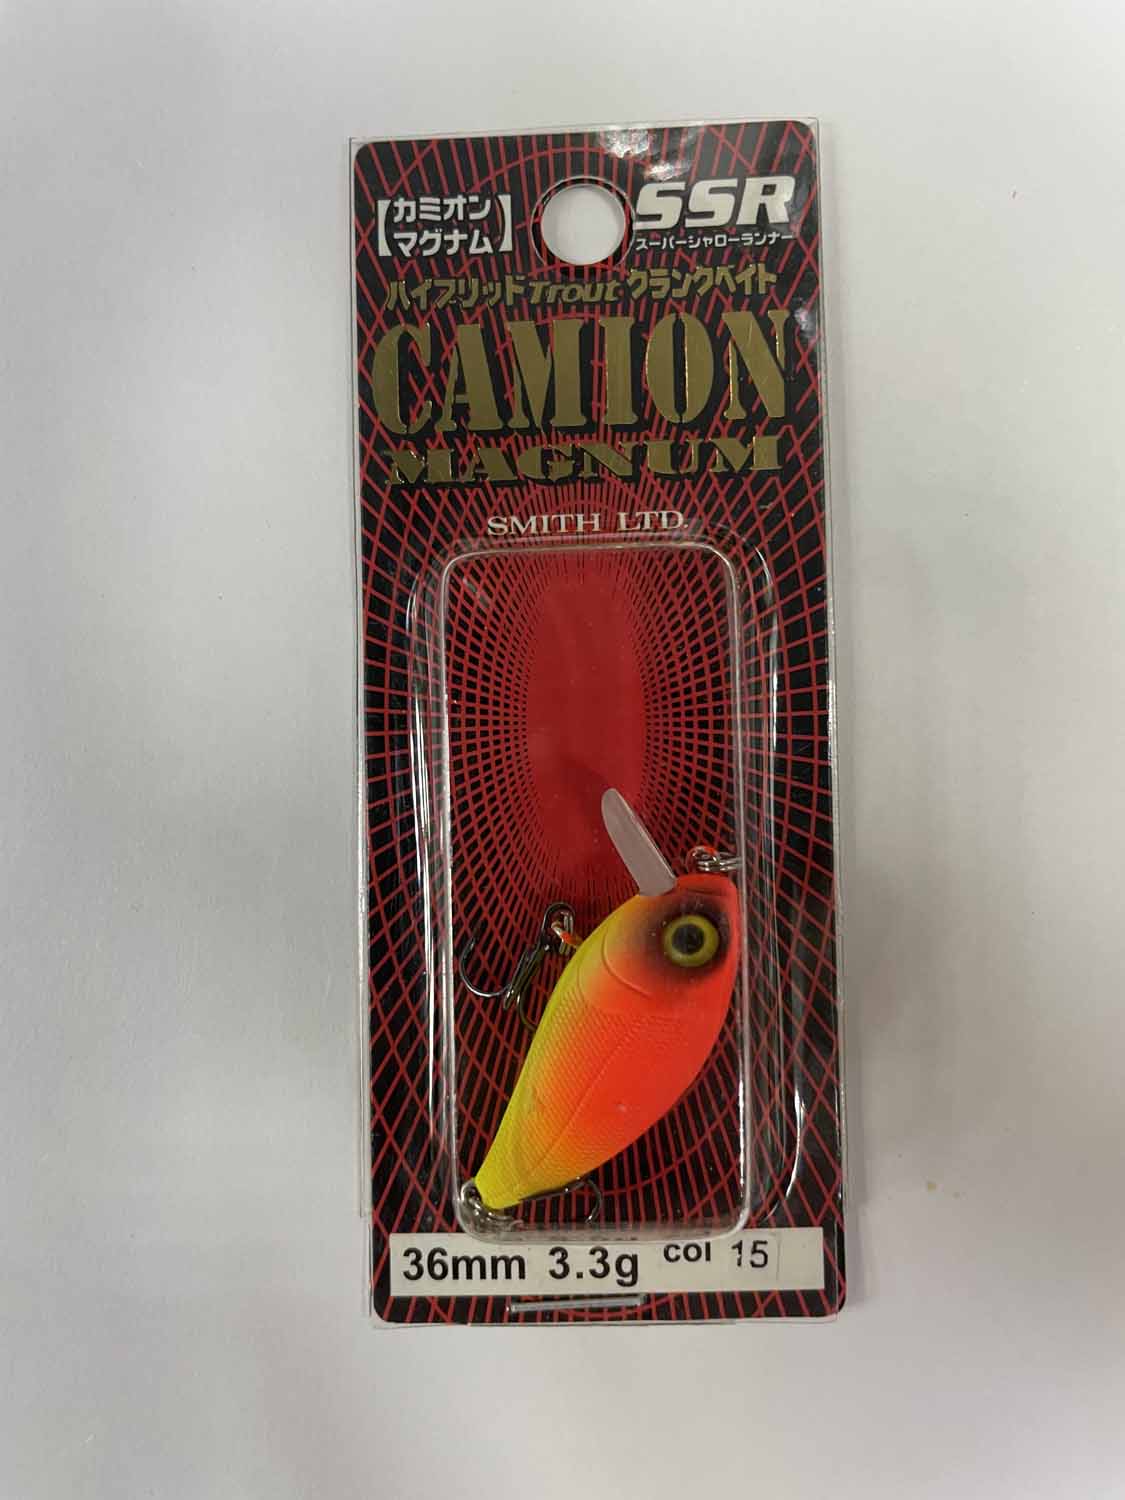 【カミオン
マグナム】
SSR
スーパーシャローランナー
ハイブリッドTroutクランクベイト
CAMION
MAGNUM
SMITH LTD.
36mm 3.3g col 15